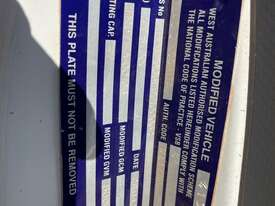 MODIFIED VEHICLE
WEST AUSTRALIAN AUTHORISED MODIFICATION SCHEME
ALL MODIFICATIONS LISTED HEREUNDER COMPLY WITH
THE NATIONAL CODE OF PRACTICE - VSB
AUTH. CODE
S No
DATE
MODIFIED GCM
MODIFIED GVM
TING CAP.
THIS PLATE MUST NOT BE REMOVED